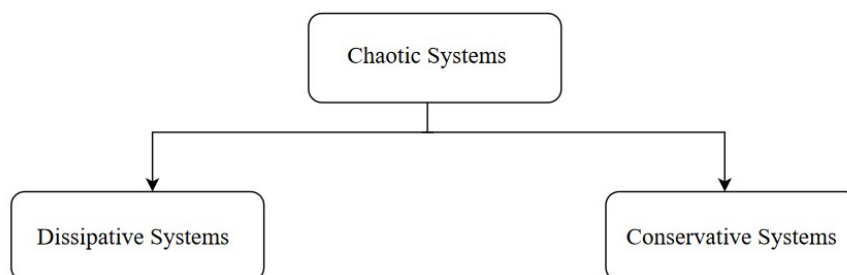 Chaotic Systems
Dissipative Systems
Conservative Systems